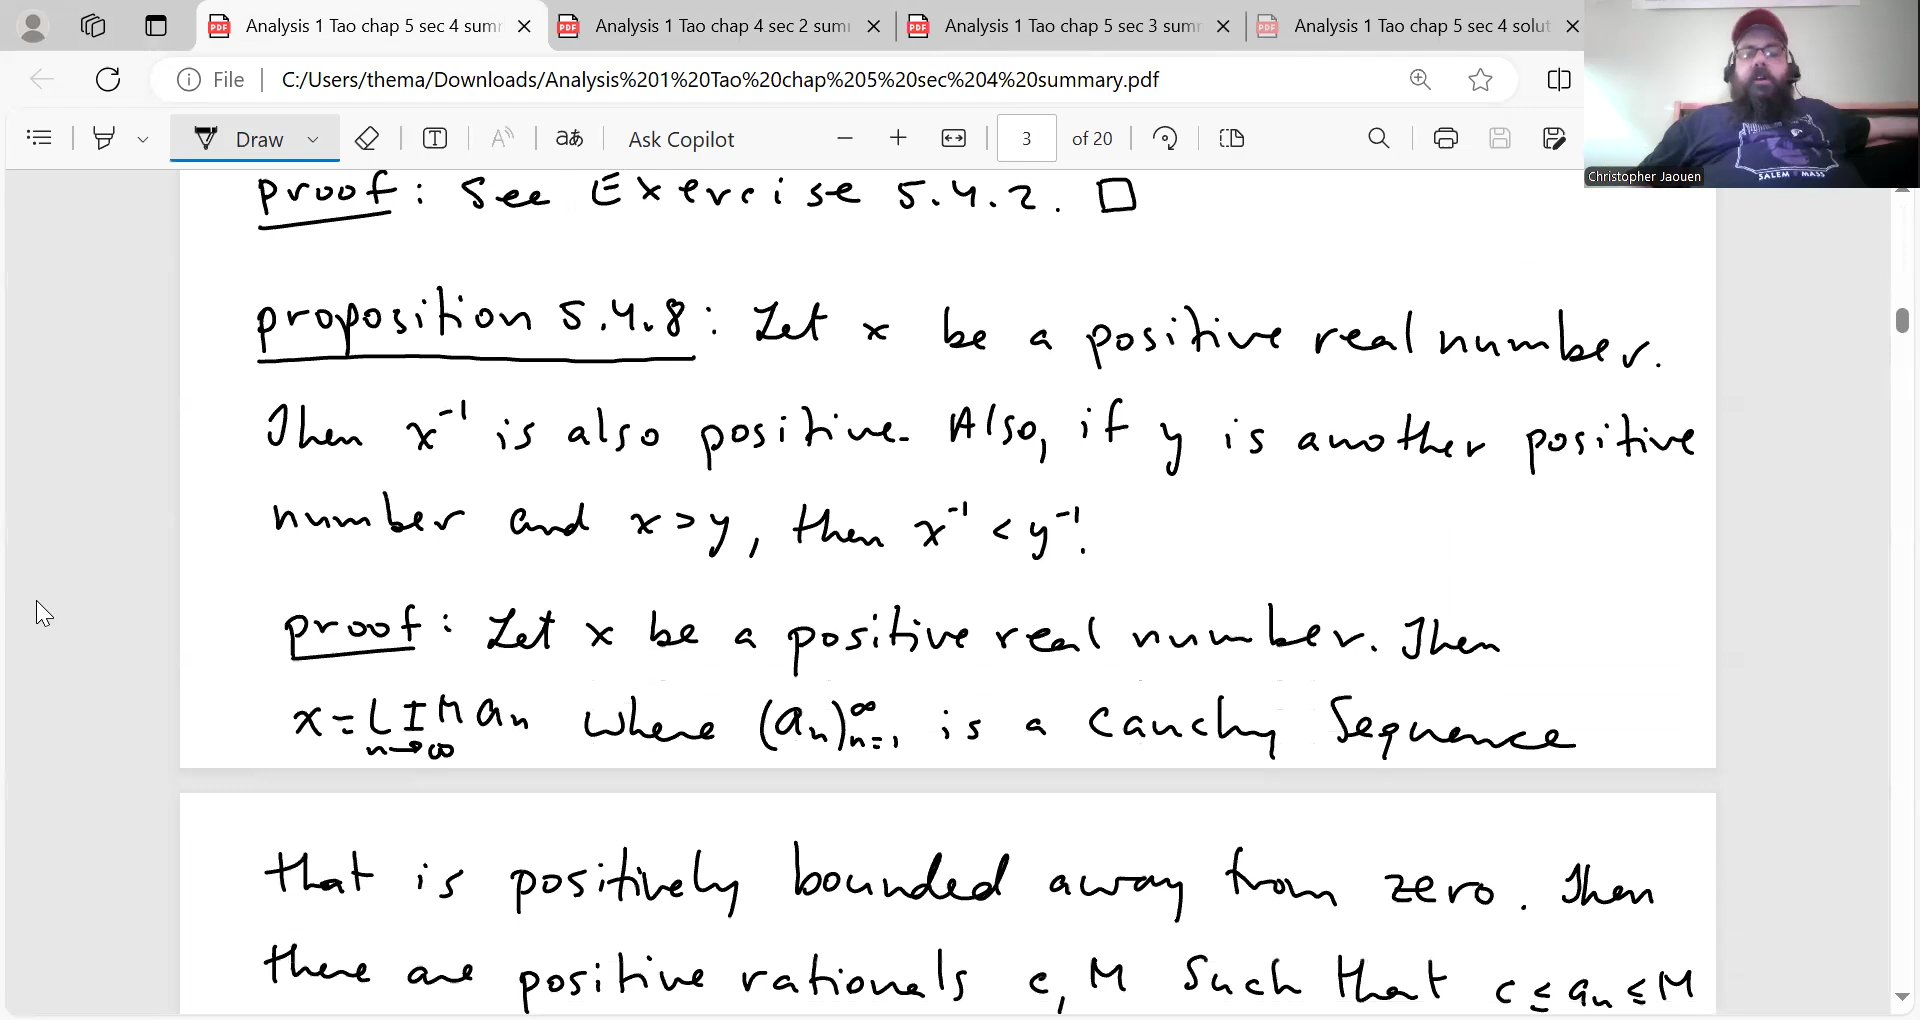 Analysis 1 Tao chap 5 sec 4 sumr
Analysis 1 Tao chap 4 sec 2 sumi
Analysis 1 Tao chap 5 sec 3 sumr
Analysis 1 Tao chap 5 sec 4 solut
File
C:/Users/thema/Downloads/Analysis%201%20Tao%20chap%205%20sec%204%20summary.pdf
Draw
Ask Copilot
3 of 20
Christopher Jaouen
SALEM MASS
proof: See Exercise 5.4.2. □
proposition 5.4.8: Let x be a positive real number.
Then x⁻¹ is also positive. Also, if y is another positive
number and x > y, then x⁻¹ < y⁻¹.
proof: Let x be a positive real number. Then
x = LIM n→∞ aₙ where (aₙ)∞n=1 is a Cauchy Sequence
that is positively bounded away from zero. Then
there are positive rationals c, M Such that c ≤ aₙ ≤ M